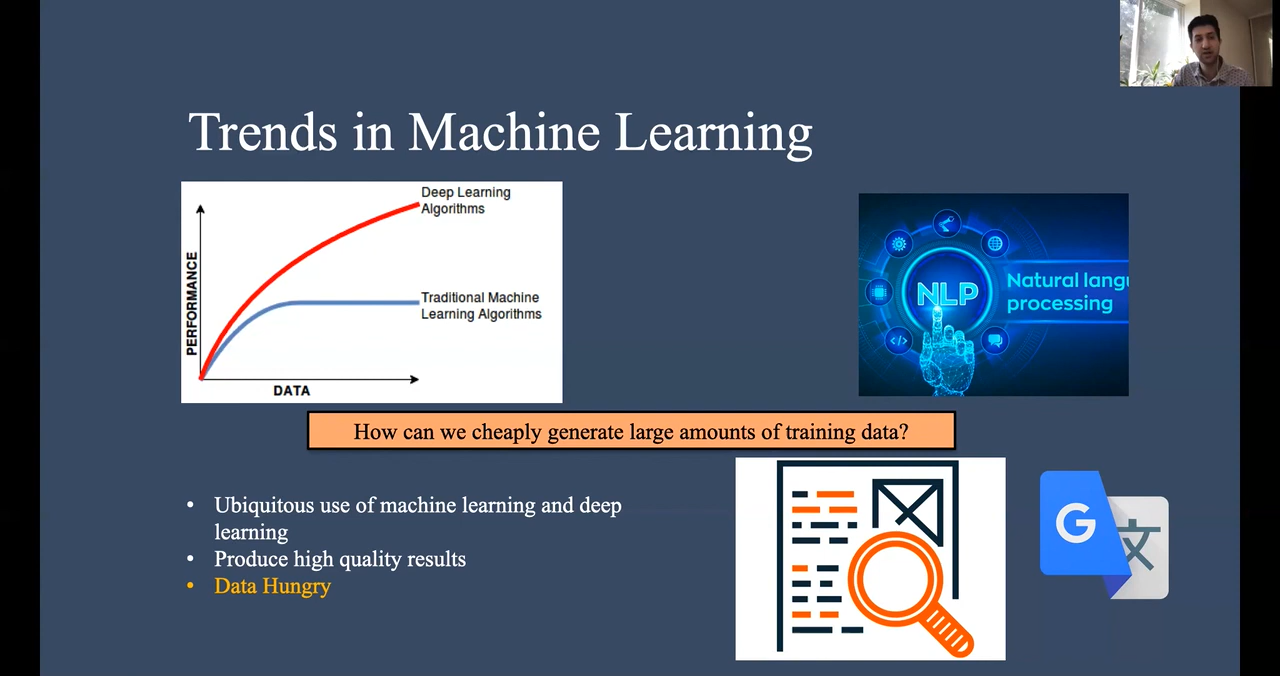 Trends in Machine Learning
Deep Learning
Algorithms
Traditional Machine
Learning Algorithms
PERFORMANCE
DATA
NLP
Natural langu
processing
</>
How can we cheaply generate large amounts of training data?
• Ubiquitous use of machine learning and deep
learning
• Produce high quality results
• Data Hungry
G
文